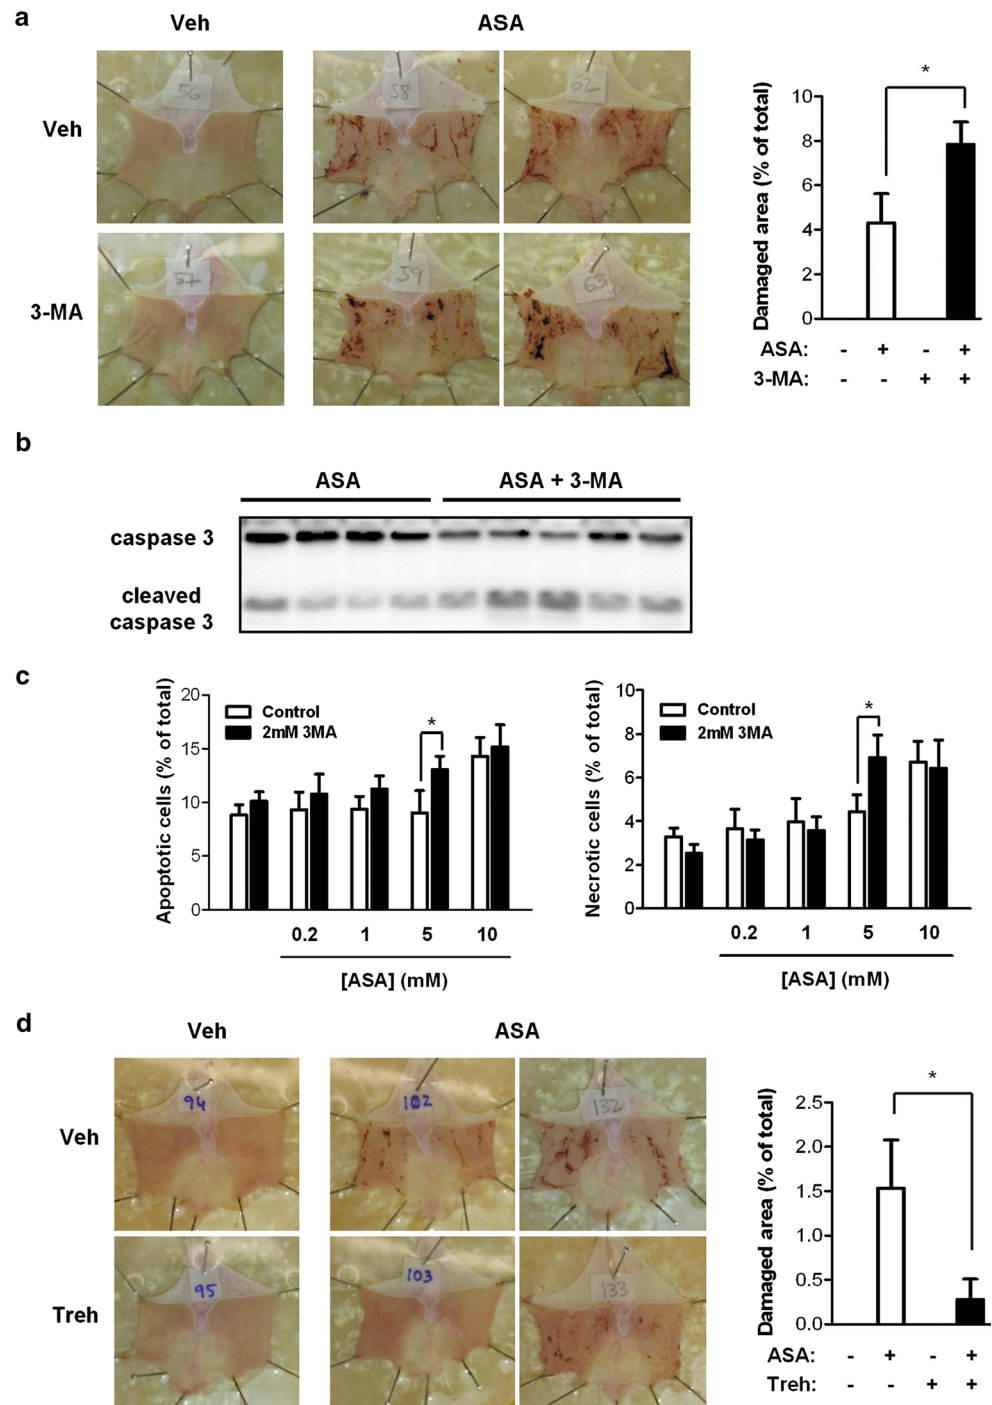 a
Veh
ASA
Veh
56
58
62
3-MA
57
59
63
Damaged area (% of total)
10
8
6
4
2
0
*
ASA: - + - +
3-MA: - - + +
b
ASA
ASA + 3-MA
caspase 3
cleaved
caspase 3
c
Apoptotic cells (% of total)
20
15
10
5
0
Control
2mM 3MA
*
0.2 1 5 10
[ASA] (mM)
Necrotic cells (% of total)
10
8
6
4
2
0
Control
2mM 3MA
*
0.2 1 5 10
[ASA] (mM)
d
Veh
ASA
Veh
94
102
132
Treh
95
103
133
Damaged area (% of total)
2.5
2.0
1.5
1.0
0.5
0.0
*
ASA: - + - +
Treh: - - + +